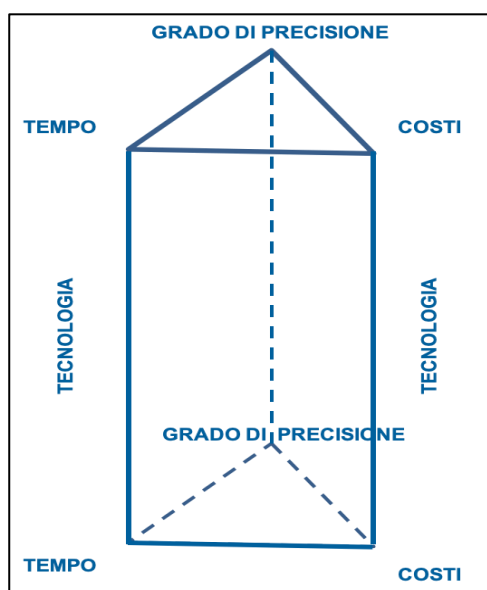 GRADO DI PRECISIONE
TEMPO
COSTI
TECNOLOGIA
TECNOLOGIA
GRADO DI PRECISIONE
TEMPO
COSTI